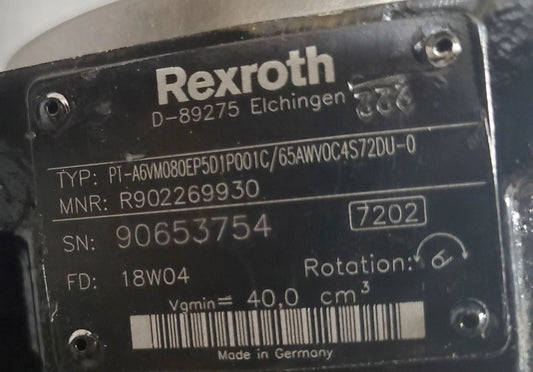 Rexroth
D-89275 Elchingen
TYP: PT-A6VM080EP5D1P001C/65AWV0C4S72DU-0
MNR: R902269930
SN: 90653754 7202
FD: 18W04 Rotation:
Vgmin= 40,0 cm³
Made in Germany